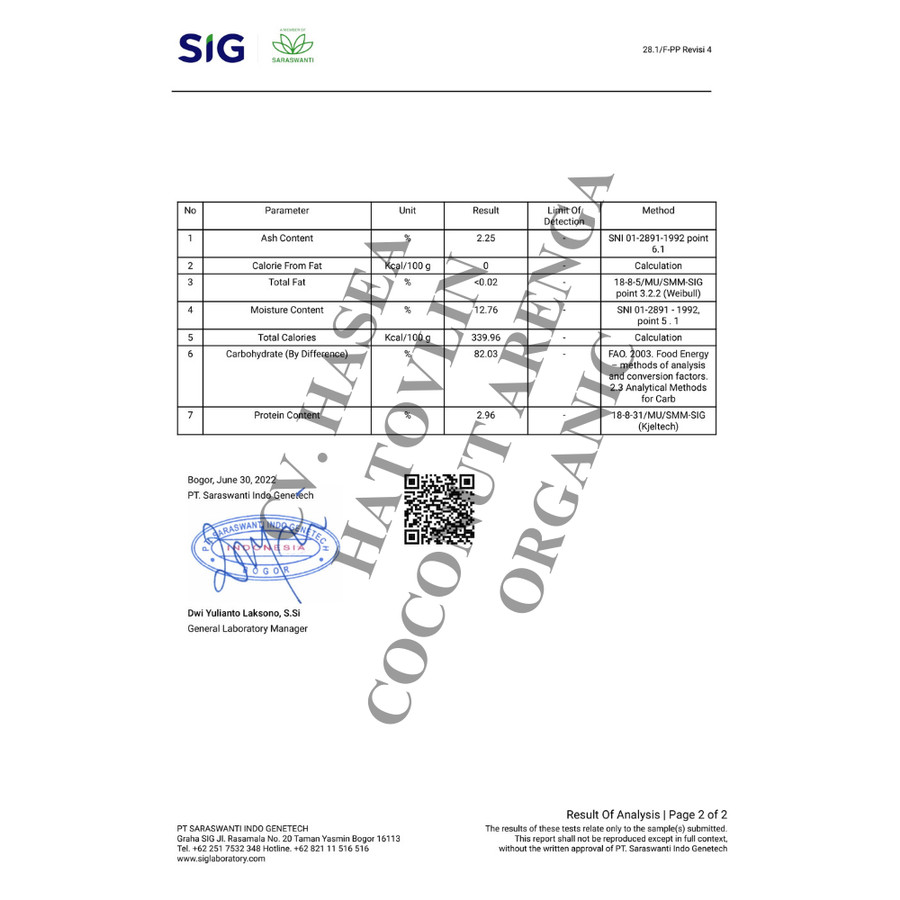 SIG
A MEMBER OF
SARASWANTI
28.1/F-PP Revisi 4
No Parameter Unit Result Limit Of Detection Method
1 Ash Content % 2.25 - SNI 01-2891-1992 point 6.1
2 Calorie From Fat Kcal/100 g 0 - Calculation
3 Total Fat % <0.02 - 18-8-5/MU/SMM-SIG point 3.2.2 (Weibull)
4 Moisture Content % 12.76 - SNI 01-2891 - 1992, point 5 . 1
5 Total Calories Kcal/100 g 339.96 - Calculation
6 Carbohydrate (By Difference) % 82.03 - FAO. 2003. Food Energy – methods of analysis and conversion factors. 2.3 Analytical Methods for Carb
7 Protein Content % 2.96 - 18-8-31/MU/SMM-SIG (Kjeltech)
CV. HASEA
HATOVLIN
COCONUT ARENGA
ORGANIC
Bogor, June 30, 2022
PT. Saraswanti Indo Genetech
PT SARASWANTI INDO GENETECH
INDONESIA
BOGOR
Dwi Yulianto Laksono, S.Si
General Laboratory Manager
Result Of Analysis | Page 2 of 2
PT SARASWANTI INDO GENETECH
Graha SIG Jl. Rasamala No. 20 Taman Yasmin Bogor 16113
Tel. +62 251 7532 348 Hotline. +62 821 11 516 516
www.siglaboratory.com
The results of these tests relate only to the sample(s) submitted.
This report shall not be reproduced except in full context,
without the written approval of PT. Saraswanti Indo Genetech